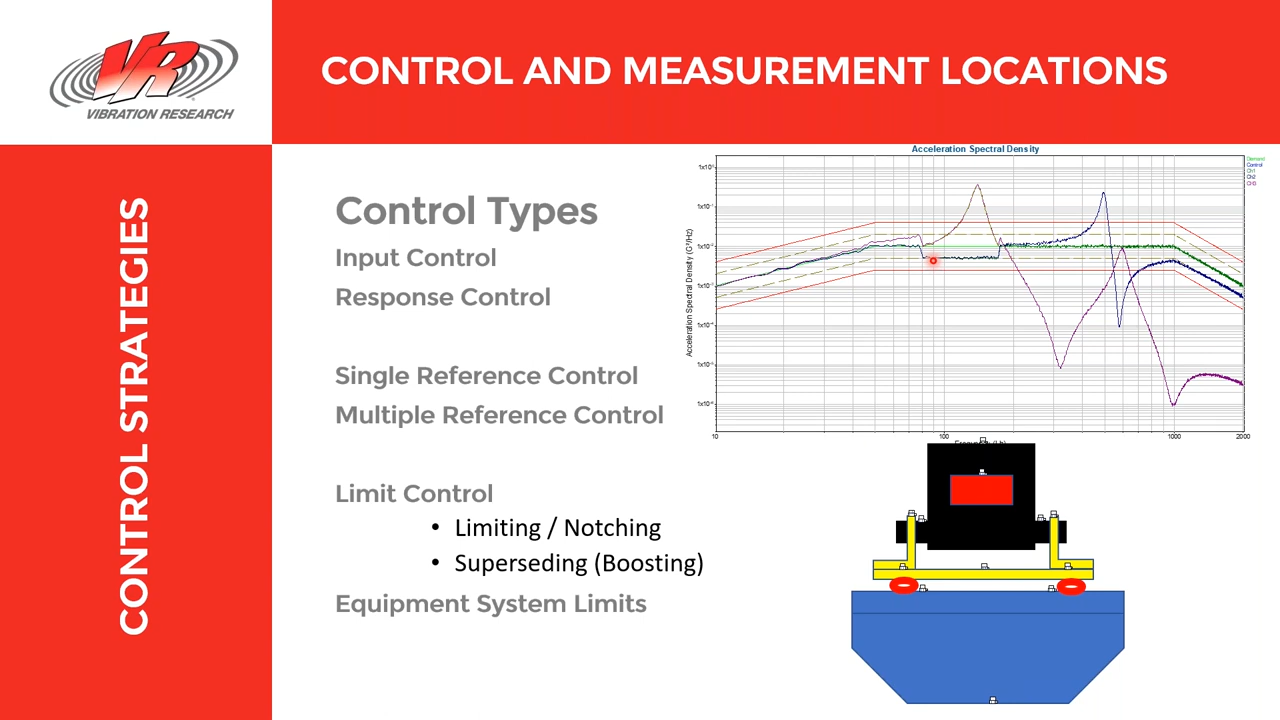 VR
VIBRATION RESEARCH
CONTROL AND MEASUREMENT LOCATIONS
CONTROL STRATEGIES
Control Types
Input Control
Response Control
Single Reference Control
Multiple Reference Control
Limit Control
• Limiting / Notching
• Superseding (Boosting)
Equipment System Limits
Acceleration Spectral Density
Acceleration Spectral Density (G²/Hz)
10
100
1000
2000
Demand
Control
Ch1
Ch2